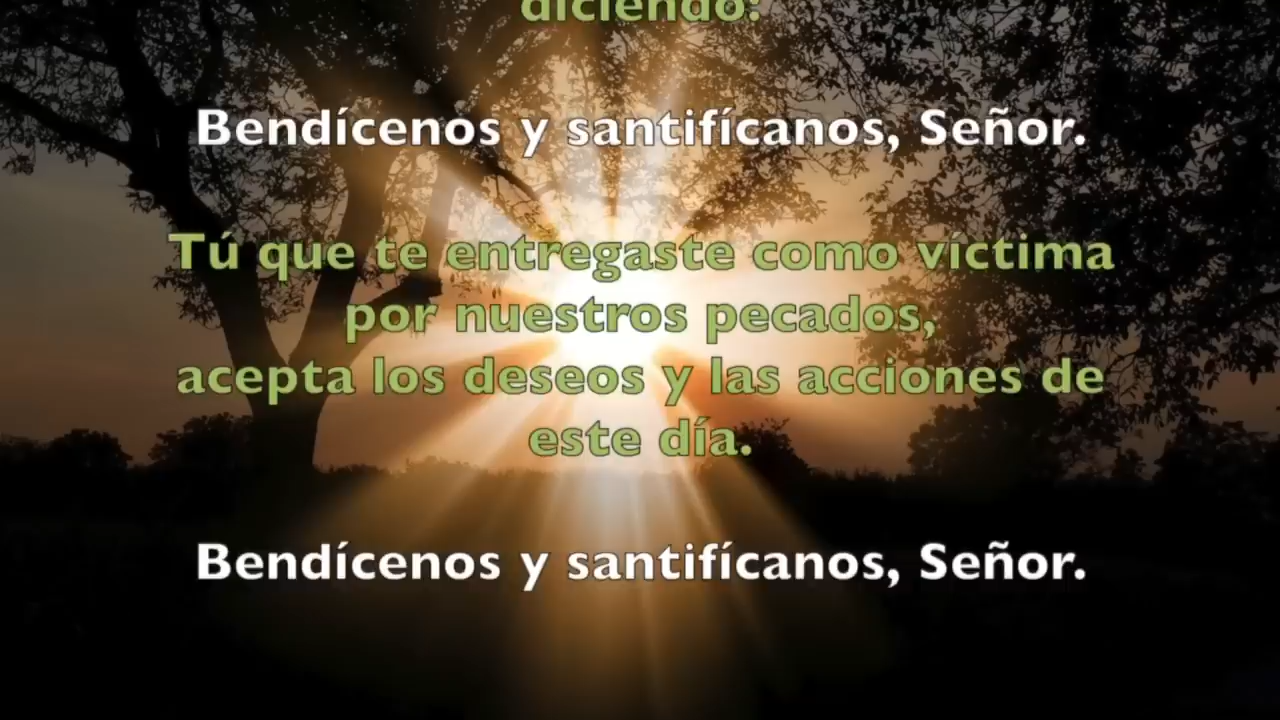 diciendo:
Bendícenos y santifícanos, Señor.
Tú que te entregaste como víctima
por nuestros pecados,
acepta los deseos y las acciones de
este día.
Bendícenos y santifícanos, Señor.